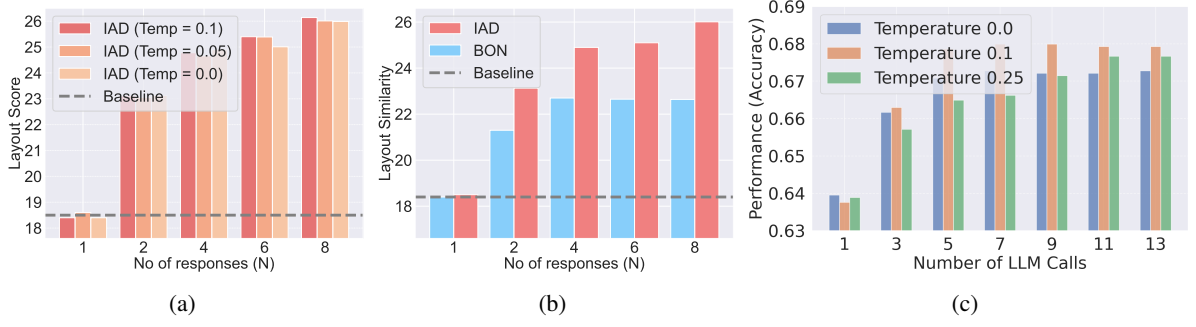 IAD (Temp = 0.1)
IAD (Temp = 0.05)
IAD (Temp = 0.0)
Baseline
Layout Score
26
25
24
23
22
21
20
19
18
1 2 4 6 8
No of responses (N)
(a)
IAD
BON
Baseline
Layout Similarity
26
24
22
20
18
1 2 4 6 8
No of responses (N)
(b)
Temperature 0.0
Temperature 0.1
Temperature 0.25
Performance (Accuracy)
0.69
0.68
0.67
0.66
0.65
0.64
0.63
1 3 5 7 9 11 13
Number of LLM Calls
(c)